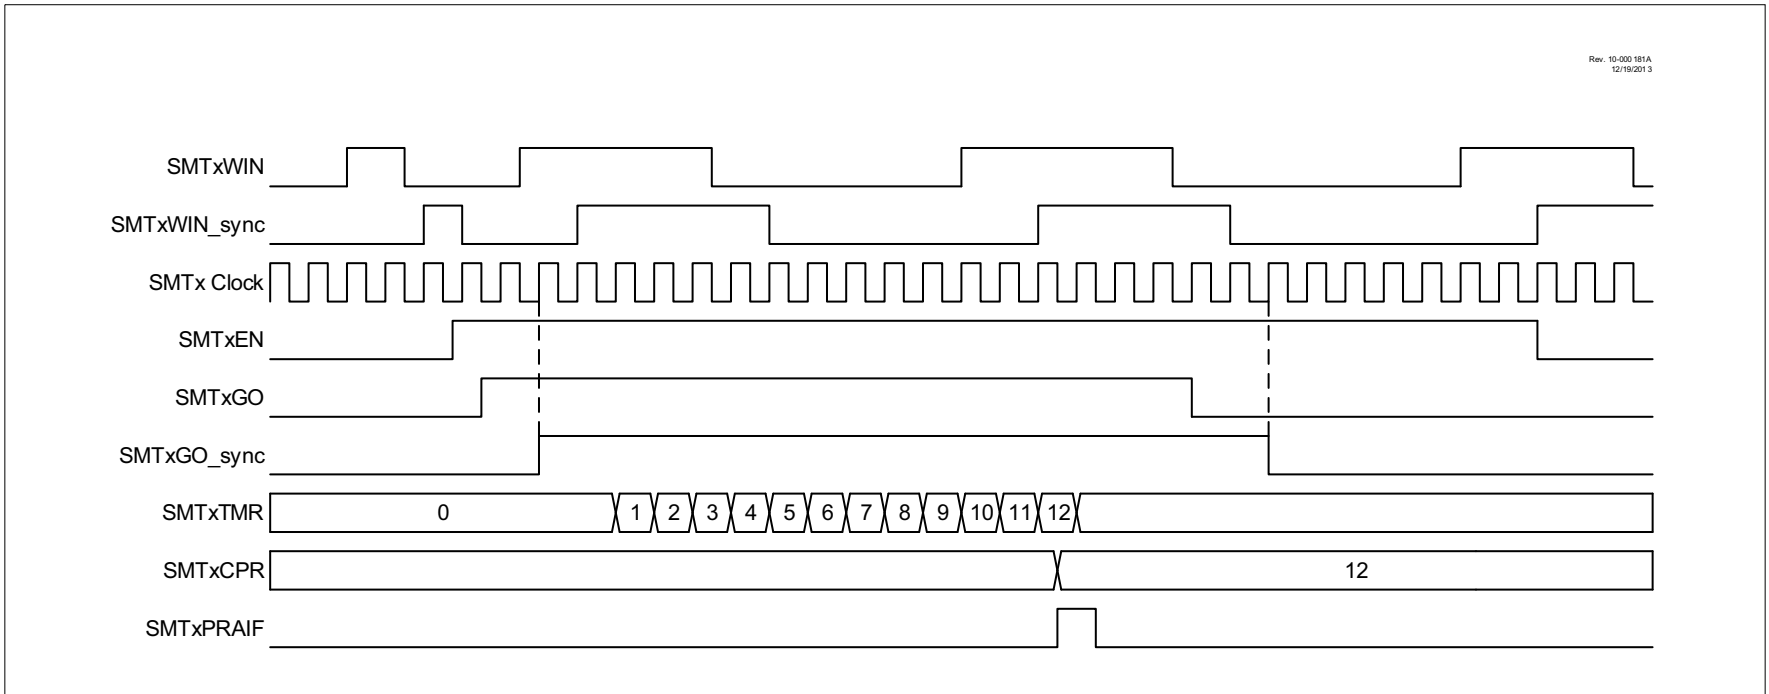 Rev. 10-000 181A
12/19/201 3
SMTxWIN
SMTxWIN_sync
SMTx Clock
SMTxEN
SMTxGO
SMTxGO_sync
SMTxTMR 0 1 2 3 4 5 6 7 8 9 10 11 12
SMTxCPR 12
SMTxPRAIF